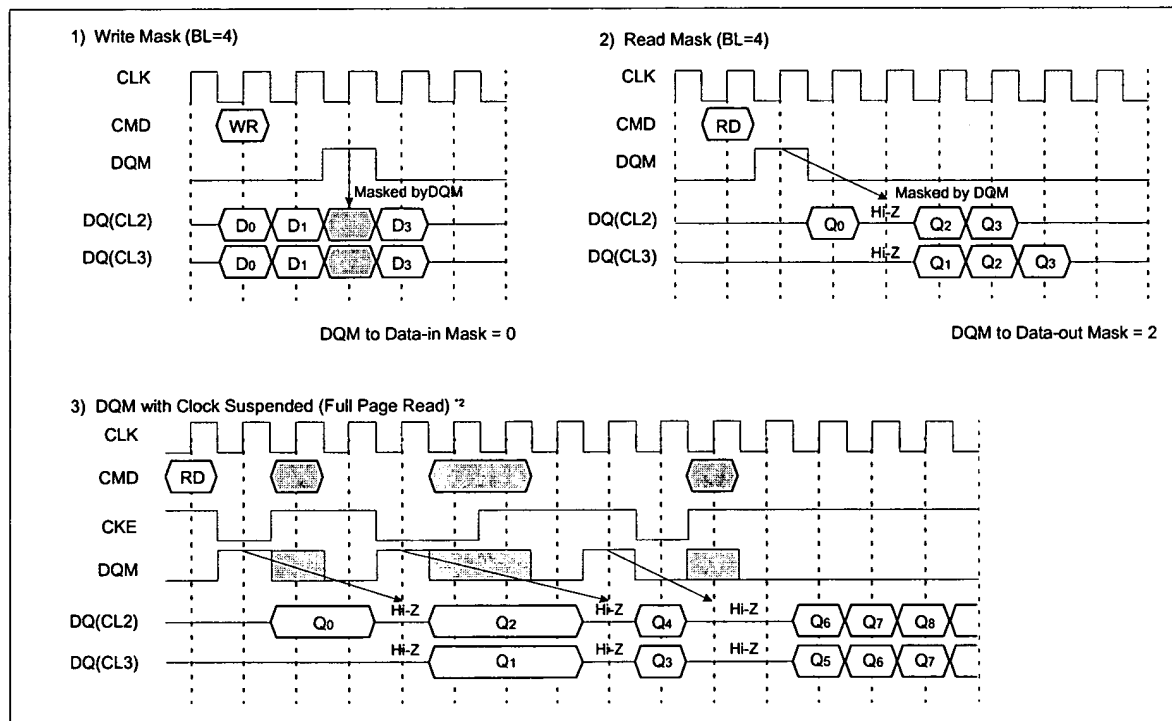 1) Write Mask (BL=4)
CLK
CMD
WR
DQM
Masked byDQM
DQ(CL2)
D0 D1 D3
DQ(CL3)
D0 D1 D3
DQM to Data-in Mask = 0
2) Read Mask (BL=4)
CLK
CMD
RD
DQM
Masked by DQM
DQ(CL2)
Q0 Hi-Z Q2 Q3
DQ(CL3)
Hi-Z Q1 Q2 Q3
DQM to Data-out Mask = 2
3) DQM with Clock Suspended (Full Page Read) *2
CLK
CMD
RD
CKE
DQM
DQ(CL2)
Q0 Hi-Z Q2 Hi-Z Q4 Hi-Z Q6 Q7 Q8
DQ(CL3)
Hi-Z Q1 Hi-Z Q3 Hi-Z Q5 Q6 Q7